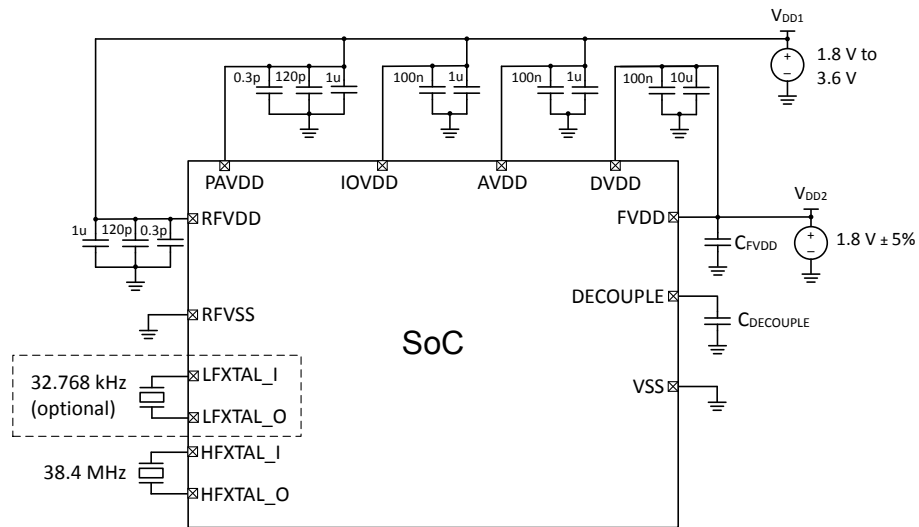 VDD1
+
–
1.8 V to
3.6 V
0.3p 120p 1u
100n 1u
100n 1u
100n 10u
PAVDD IOVDD AVDD DVDD
RFVDD
1u 120p 0.3p
FVDD
VDD2
CFVDD
+
–
1.8 V ± 5%
DECOUPLE
CDECOUPLE
RFVSS
SoC
VSS
32.768 kHz
(optional)
LFXTAL_I
LFXTAL_O
38.4 MHz
HFXTAL_I
HFXTAL_O